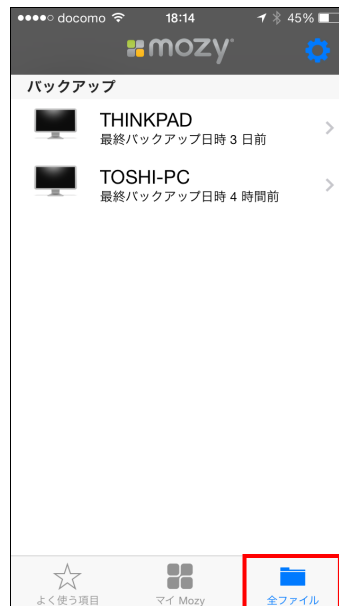 docomo 18:14 45%
mozy
バックアップ
THINKPAD
最終バックアップ日時 3 日前
TOSHI-PC
最終バックアップ日時 4 時間前
よく使う項目 マイ Mozy 全ファイル